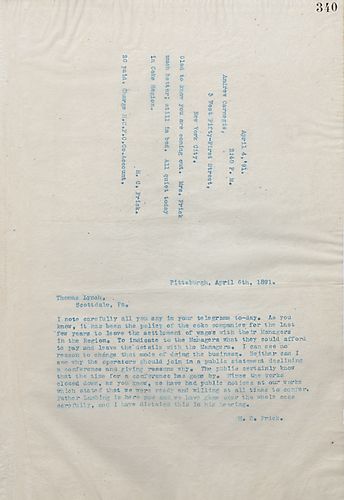 340
April 4, '91.
2:40 P. M.
Andrew Carnegie,
5 West Fifty-First Street,
New York City.
Glad to know you are coming out. Mrs. Frick
much better; still in bed. All quiet today
in Coke Region.
H. C. Frick.
20 paid. Charge H.C.F.C.Co. Account.
Pittsburgh, April 6th, 1891.
Thomas Lynch,
Scottdale, Pa.
I note carefully all you say in your telegrams to-day. As you
know, it has been the policy of the coke companies for the last
few years to leave the settlement of wages with their Managers
in the Region. To indicate to the Managers what they could afford
to pay and leave the details with the Managers. I can see no
reason to change that mode of doing the business. Neither can I
see why the operators should join in a public statement declining
a conference and giving reasons why. The public certainly know
that the time for a conference has gone by. Since the works
closed down, as you know, we have had public notices at our works
which stated that we were ready and willing at all times to confer.
Father Lambing is here now and we have gone over the whole case
carefully, and I have dictated this in his hearing.
H. C. Frick.